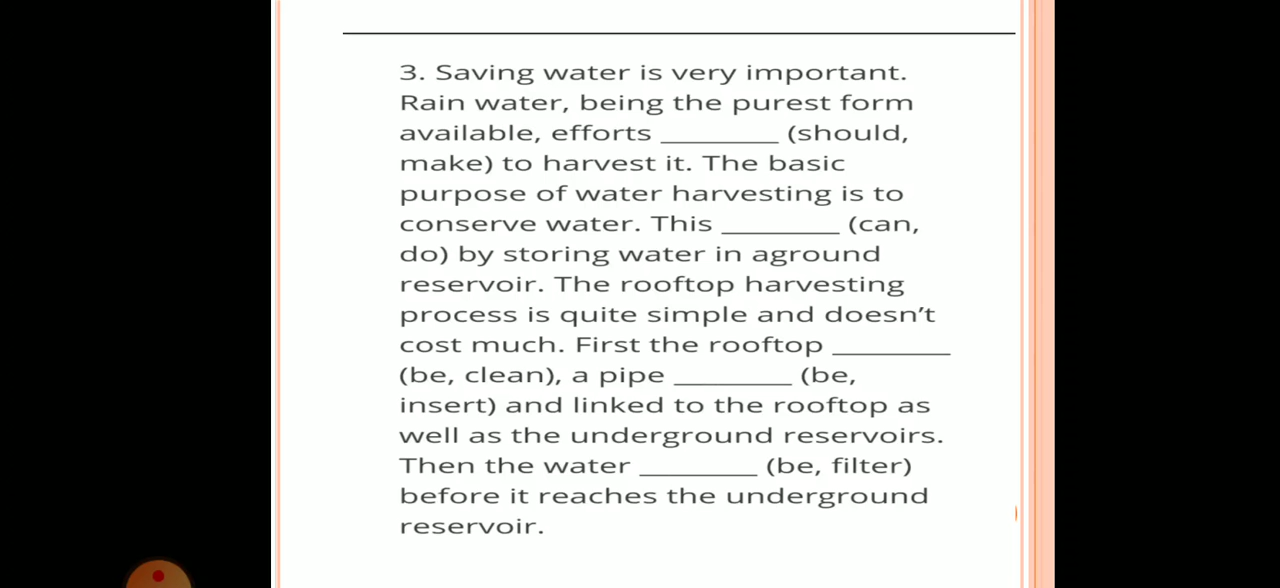 3. Saving water is very important.
Rain water, being the purest form
available, efforts _________ (should,
make) to harvest it. The basic
purpose of water harvesting is to
conserve water. This _________ (can,
do) by storing water in aground
reservoir. The rooftop harvesting
process is quite simple and doesn’t
cost much. First the rooftop _________
(be, clean), a pipe _________ (be,
insert) and linked to the rooftop as
well as the underground reservoirs.
Then the water _________ (be, filter)
before it reaches the underground
reservoir.